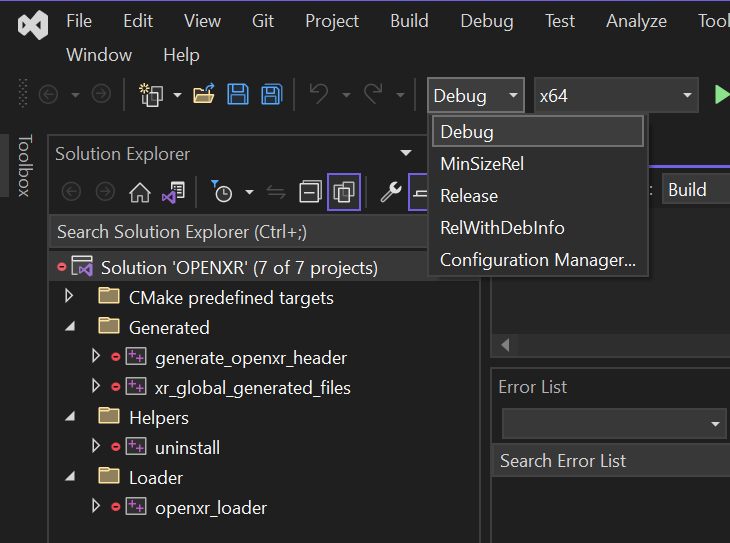 File Edit View Git Project Build Debug Test Analyze
Window Help
Debug x64
Toolbox
Debug
MinSizeRel
Release
RelWithDebInfo
Configuration Manager...
Solution Explorer
Search Solution Explorer (Ctrl+;)
Solution 'OPENXR' (7 of 7 projects)
CMake predefined targets
Generated
generate_openxr_header
xr_global_generated_files
Helpers
uninstall
Loader
openxr_loader
: Build
Error List
Search Error List